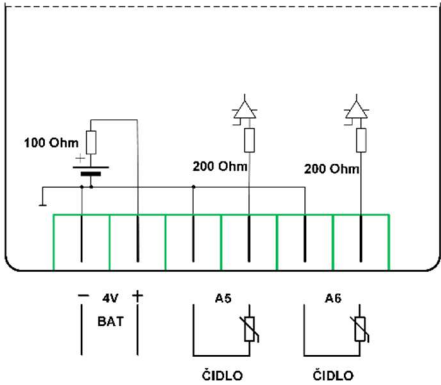 100 Ohm
+
200 Ohm
200 Ohm
− 4V + A5 A6
BAT
ČIDLO ČIDLO